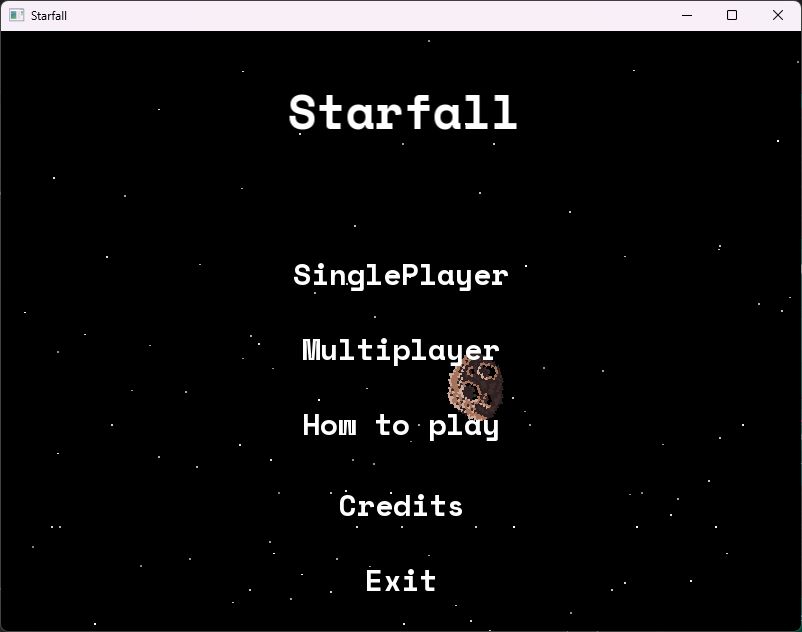 Starfall
Starfall
SinglePlayer
Multiplayer
How to play
Credits
Exit